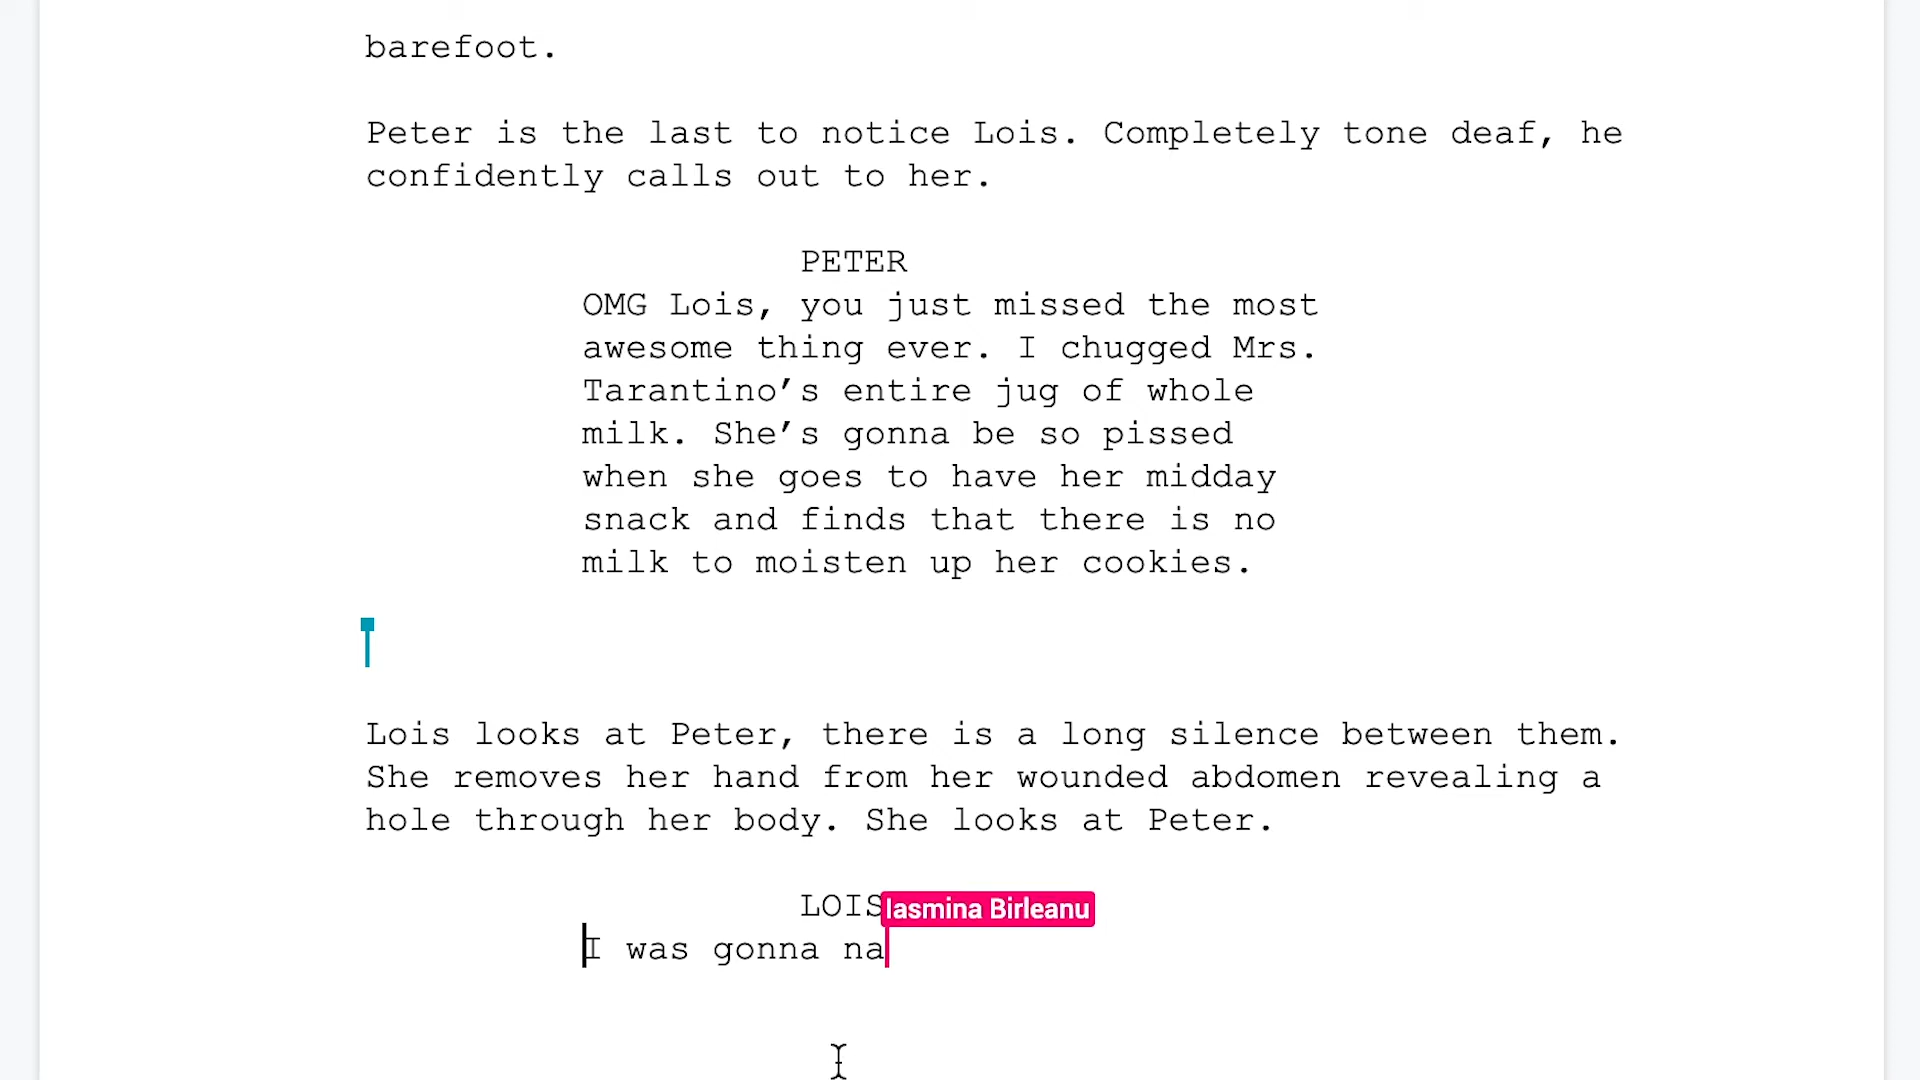 barefoot.
Peter is the last to notice Lois. Completely tone deaf, he
confidently calls out to her.
PETER
OMG Lois, you just missed the most
awesome thing ever. I chugged Mrs.
Tarantino’s entire jug of whole
milk. She’s gonna be so pissed
when she goes to have her midday
snack and finds that there is no
milk to moisten up her cookies.
Lois looks at Peter, there is a long silence between them.
She removes her hand from her wounded abdomen revealing a
hole through her body. She looks at Peter.
LOIS
Iasmina Birleanu
I was gonna na